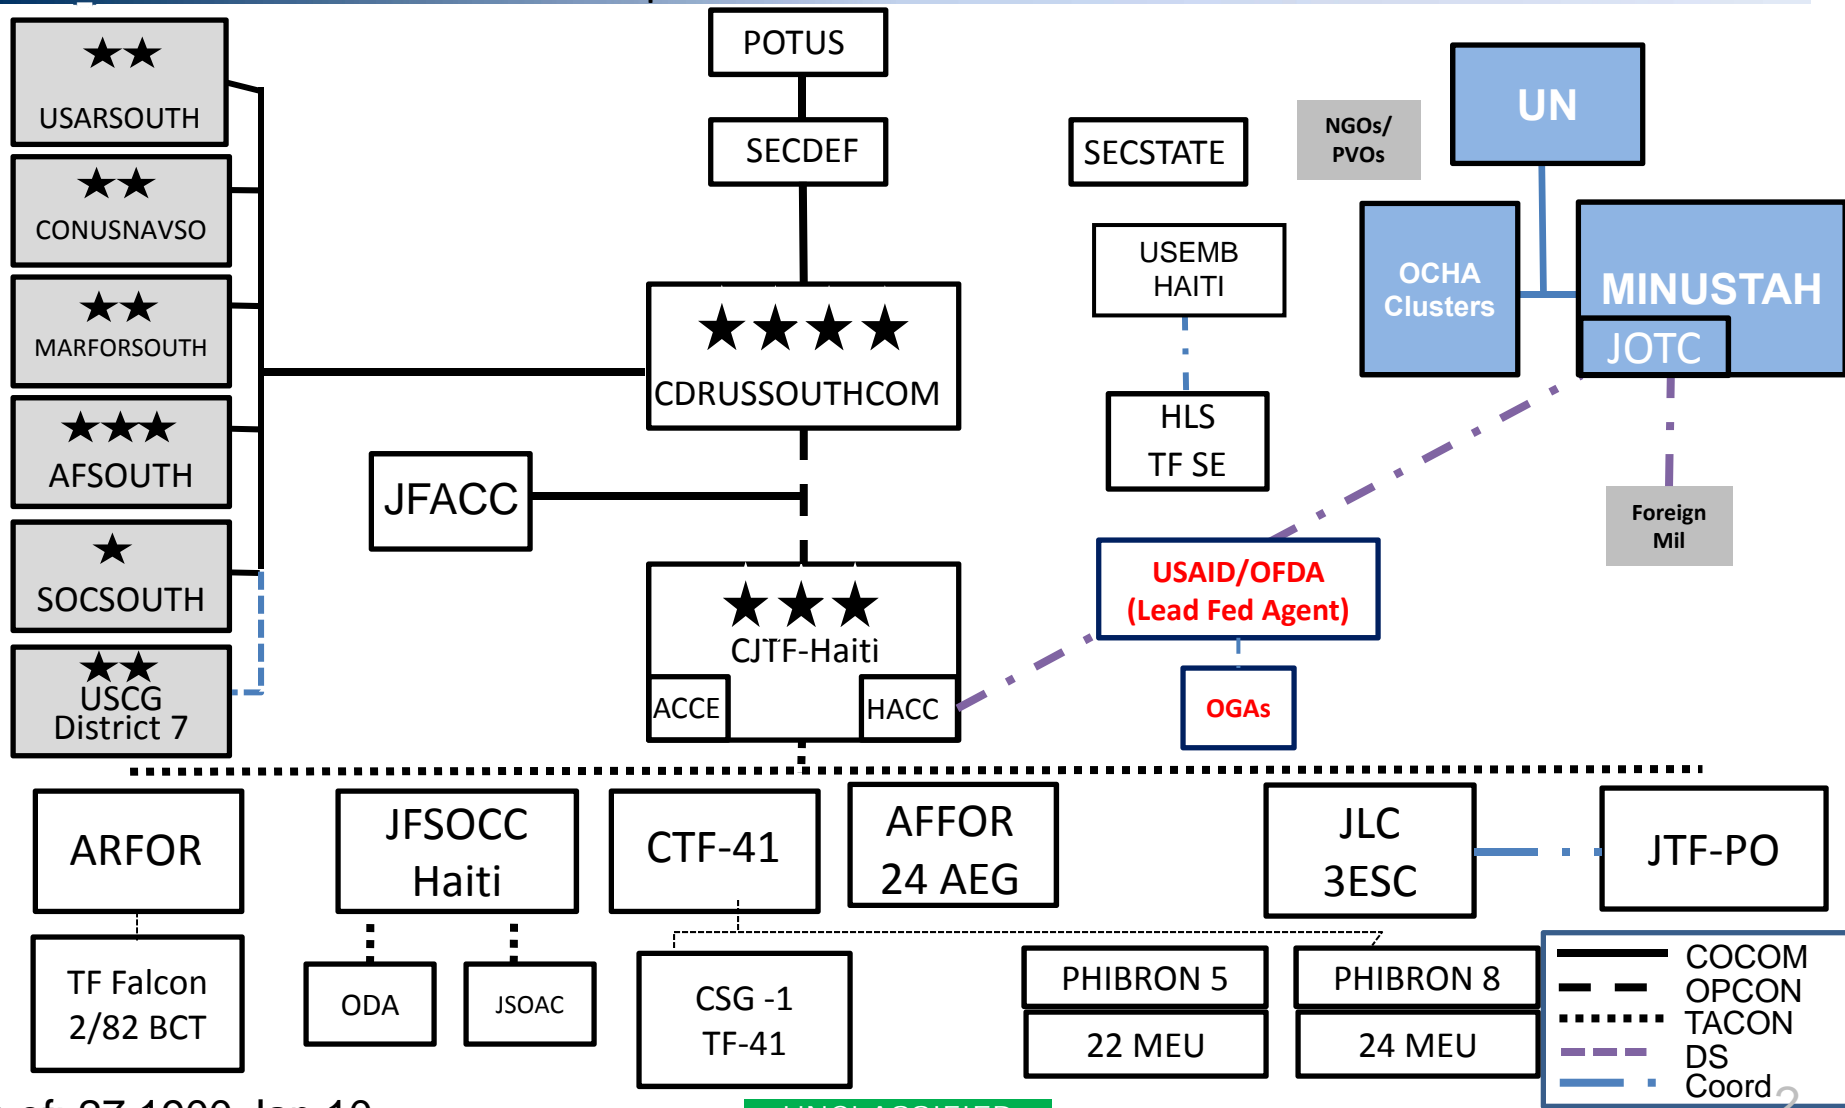 POTUS
USARSOUTH
SECDEF
SECSTATE
NGOs/
PVOs
UN
CONUSNAVSO
USEMB
HAITI
OCHA
Clusters
MINUSTAH
JOTC
MARFORSOUTH
CDRUSSOUTHCOM
HLS
TF SE
AFSOUTH
JFACC
Foreign
Mil
SOCSOUTH
USAID/OFDA
(Lead Fed Agent)
CJTF-Haiti
ACCE
HACC
OGAs
USCG
District 7
ARFOR
JFSOCC
Haiti
CTF-41
AFFOR
24 AEG
JLC
3ESC
JTF-PO
TF Falcon
2/82 BCT
ODA
JSOAC
CSG -1
TF-41
PHIBRON 5
22 MEU
PHIBRON 8
24 MEU
COCOM
OPCON
TACON
DS
Coord